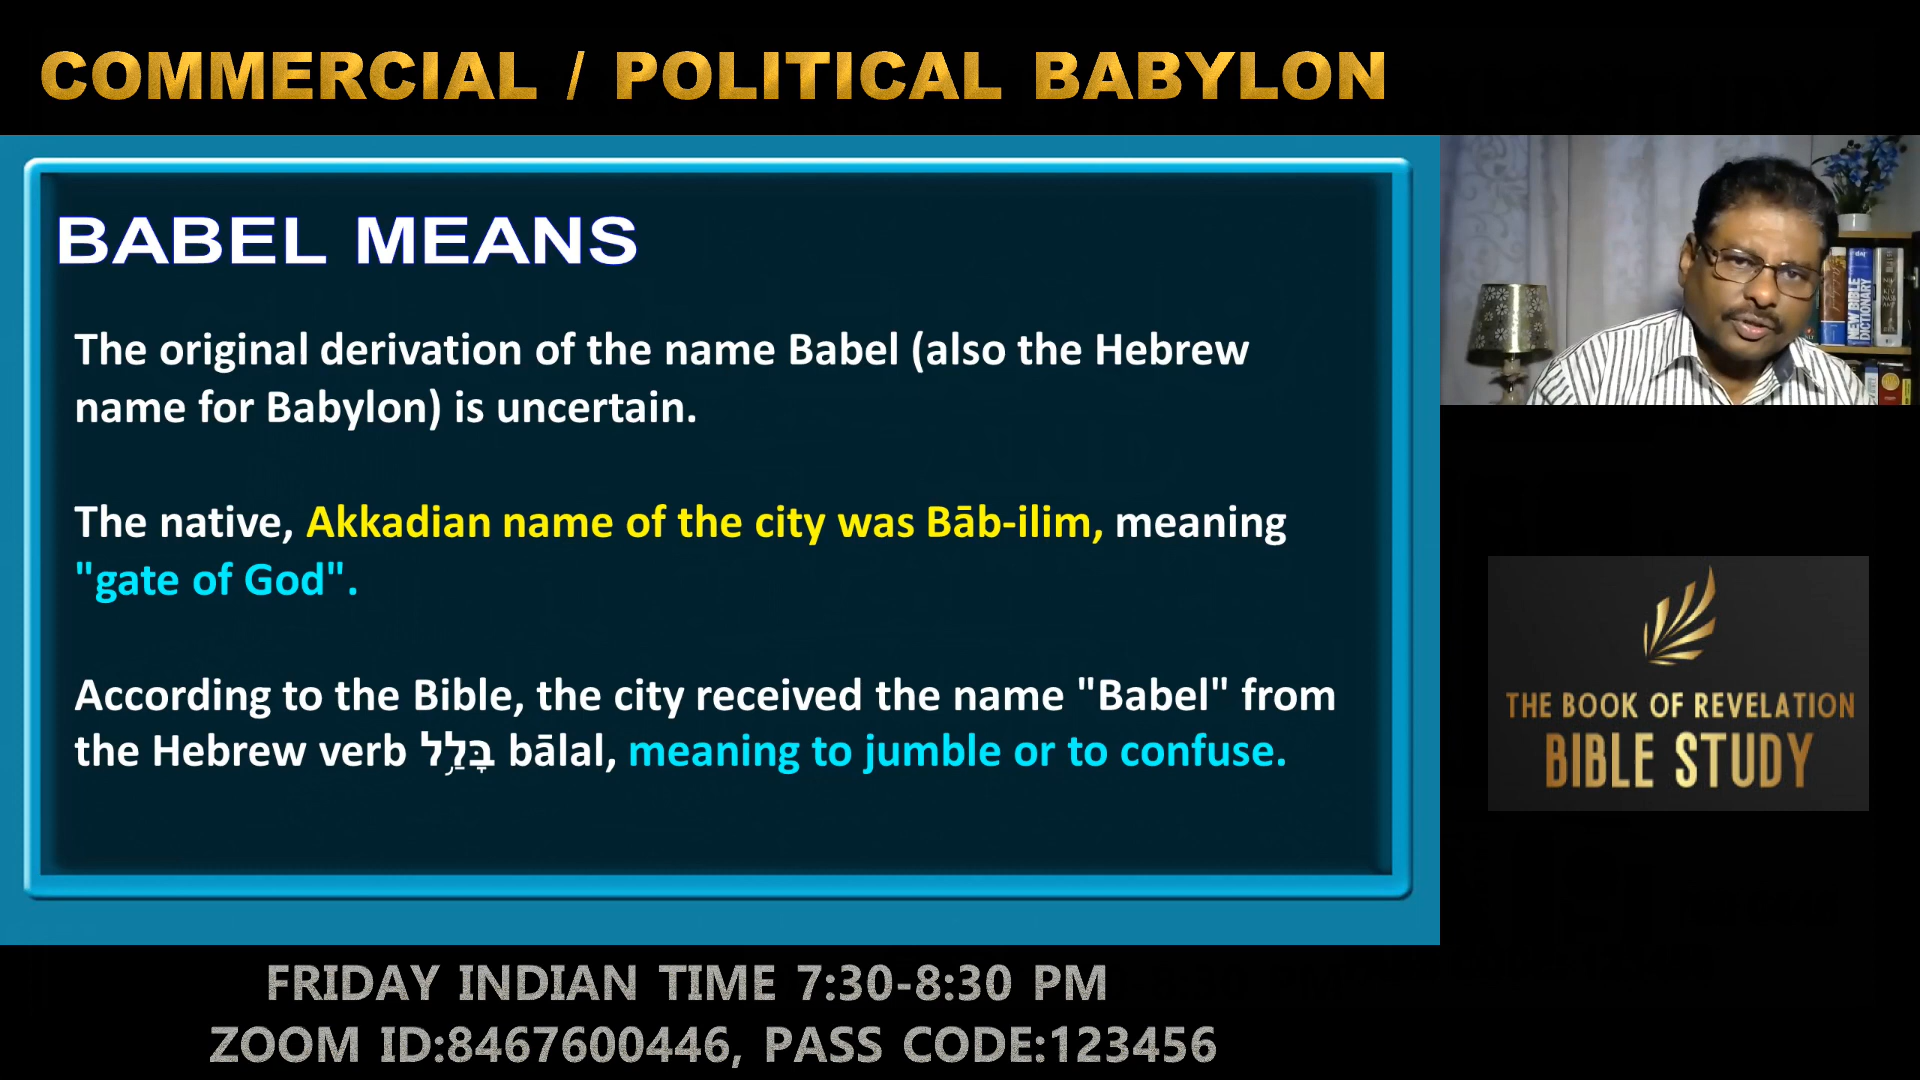 COMMERCIAL / POLITICAL BABYLON
BABEL MEANS
The original derivation of the name Babel (also the Hebrew
name for Babylon) is uncertain.
The native, Akkadian name of the city was Bāb-ilim, meaning
"gate of God".
According to the Bible, the city received the name "Babel" from
the Hebrew verb בָּלַ֥ל bālal, meaning to jumble or to confuse.
NEW BIBLE
DICTIONARY
THE BOOK OF REVELATION
BIBLE STUDY
FRIDAY INDIAN TIME 7:30-8:30 PM
ZOOM ID:8467600446, PASS CODE:123456